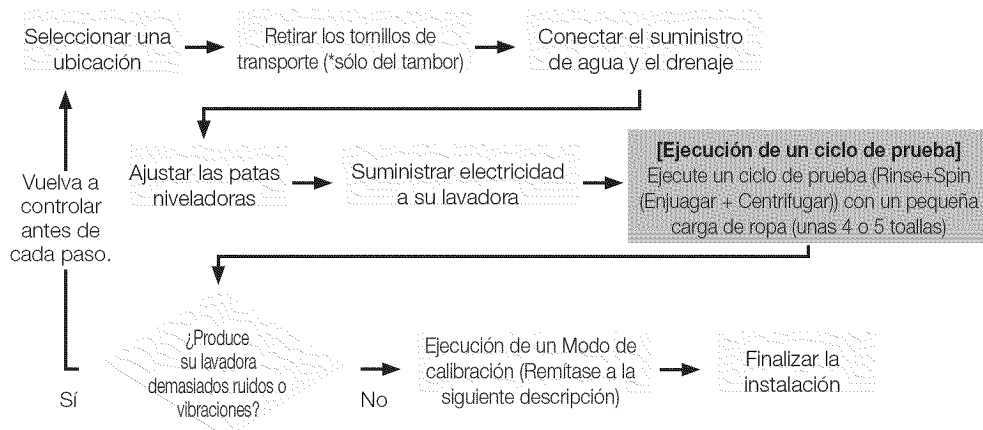 Seleccionar una
ubicación
Retirar los tornillos de
transporte (*sólo del tambor)
Conectar el suministro
de agua y el drenaje
Ajustar las patas
niveladoras
Suministrar electricidad
a su lavadora
[Ejecución de un ciclo de prueba]
Ejecute un ciclo de prueba (Rinse+Spin
(Enjuagar + Centrifugar)) con un pequeña
carga de ropa (unas 4 o 5 toallas)
Vuelva a
controlar
antes de
cada paso.
¿Produce
su lavadora
demasiados ruidos o
vibraciones?
Sí
No
Ejecución de un Modo de
calibración (Remítase a la
siguiente descripción)
Finalizar la
instalación